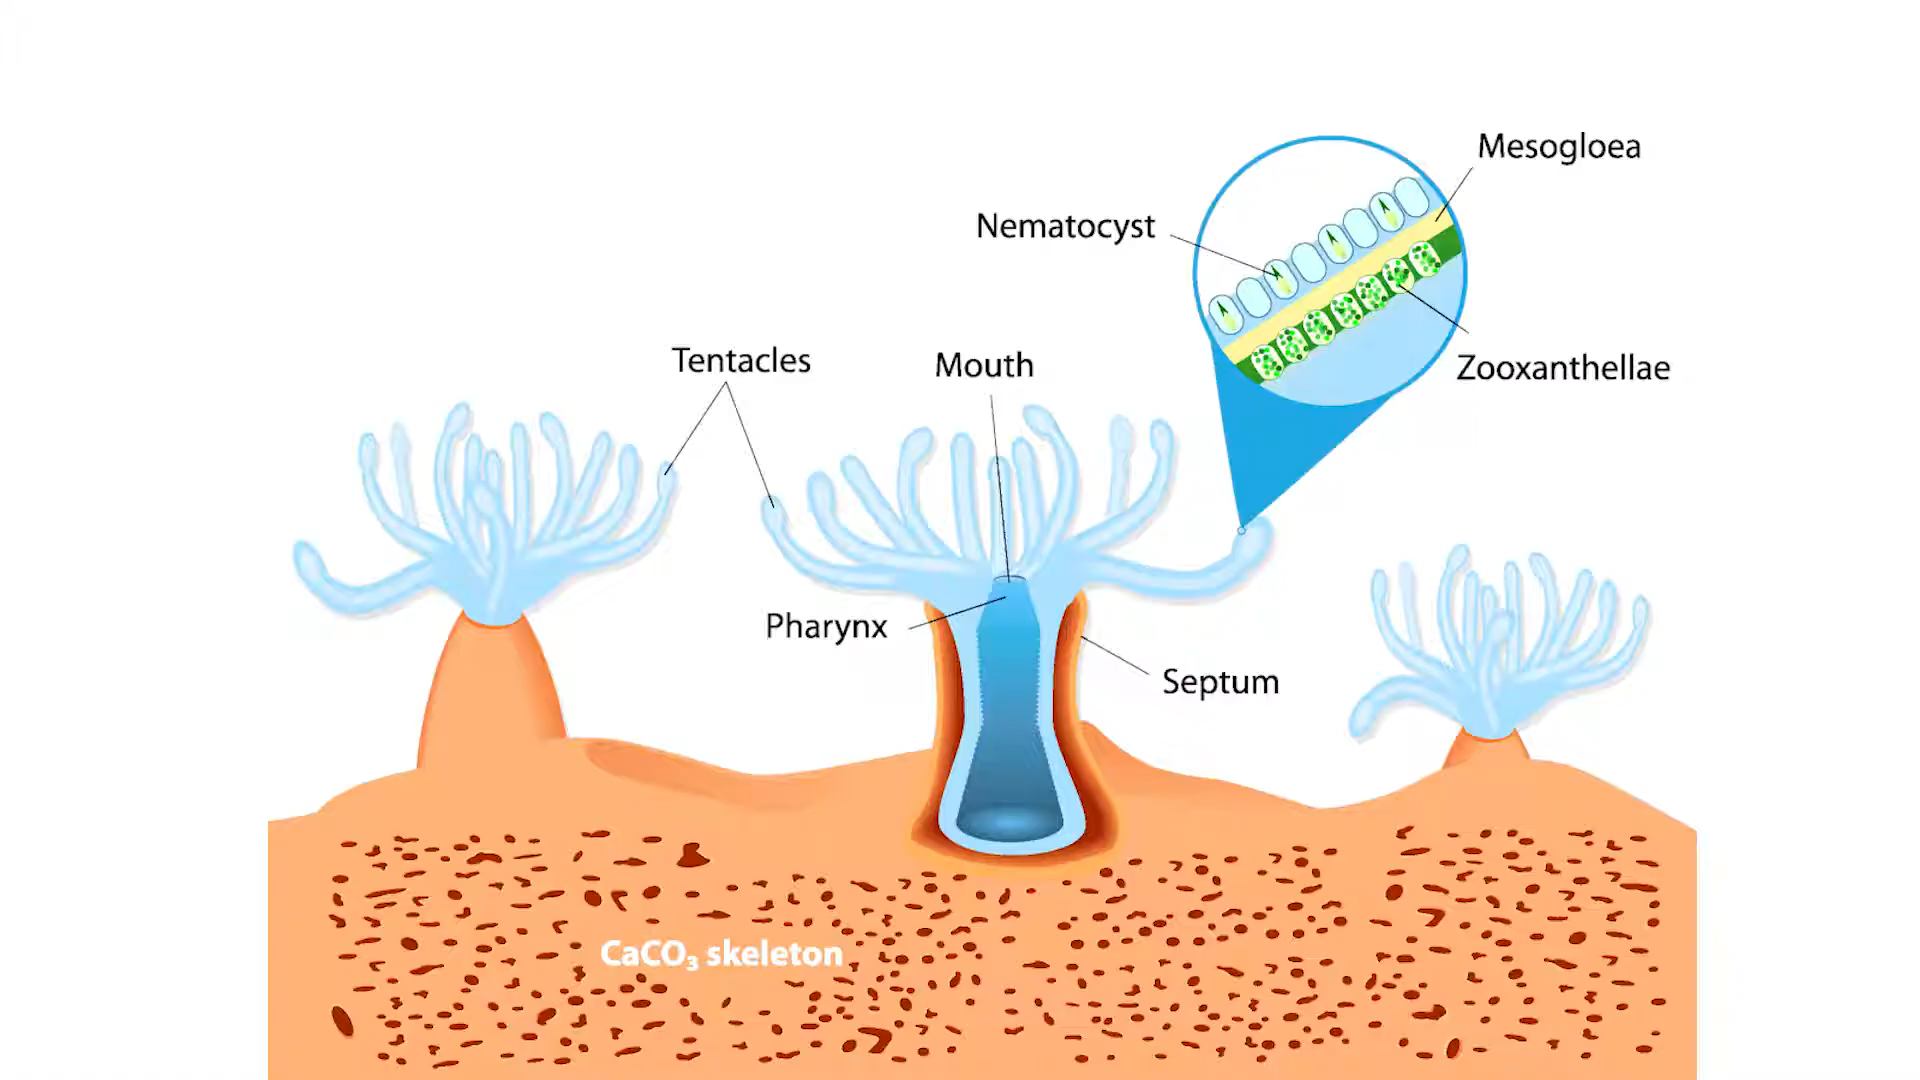 Mesogloea
Nematocyst
Tentacles
Mouth
Zooxanthellae
Pharynx
Septum
CaCO₃ skeleton